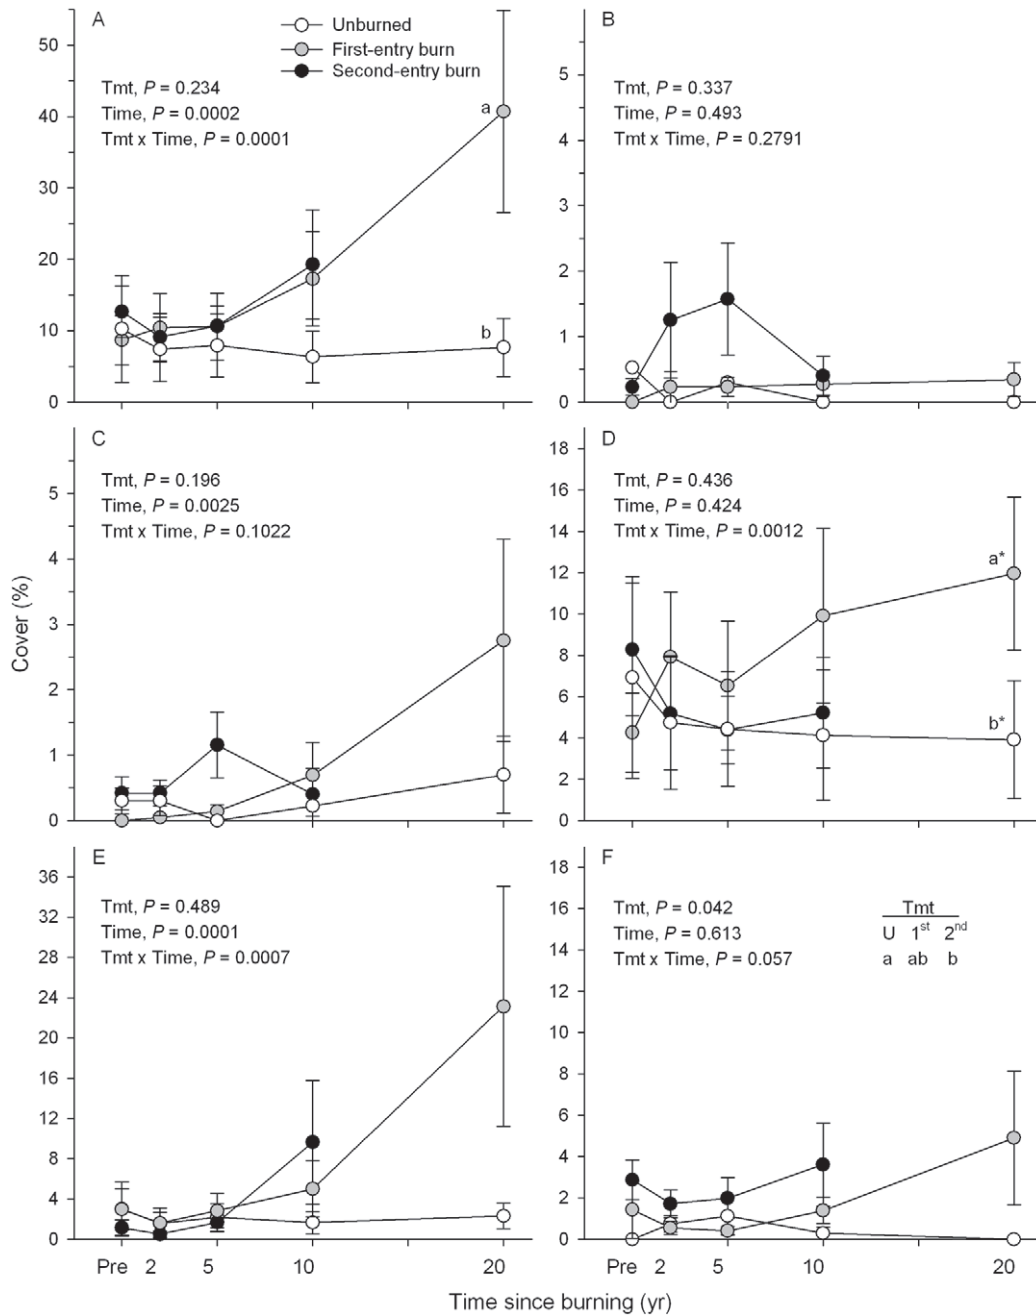 A
Unburned
First-entry burn
Second-entry burn
Tmt, P = 0.234
Time, P = 0.0002
Tmt x Time, P = 0.0001
a
b
50
40
30
20
10
0
B
Tmt, P = 0.337
Time, P = 0.493
Tmt x Time, P = 0.2791
5
4
3
2
1
0
C
Tmt, P = 0.196
Time, P = 0.0025
Tmt x Time, P = 0.1022
5
4
3
2
1
0
D
Tmt, P = 0.436
Time, P = 0.424
Tmt x Time, P = 0.0012
a*
b*
18
16
14
12
10
8
6
4
2
0
Cover (%)
E
Tmt, P = 0.489
Time, P = 0.0001
Tmt x Time, P = 0.0007
36
32
28
24
20
16
12
8
4
0
Pre 2 5 10 20
F
Tmt, P = 0.042
Time, P = 0.613
Tmt x Time, P = 0.057
Tmt
U 1st 2nd
a ab b
18
16
14
12
10
8
6
4
2
0
Pre 2 5 10 20
Time since burning (yr)